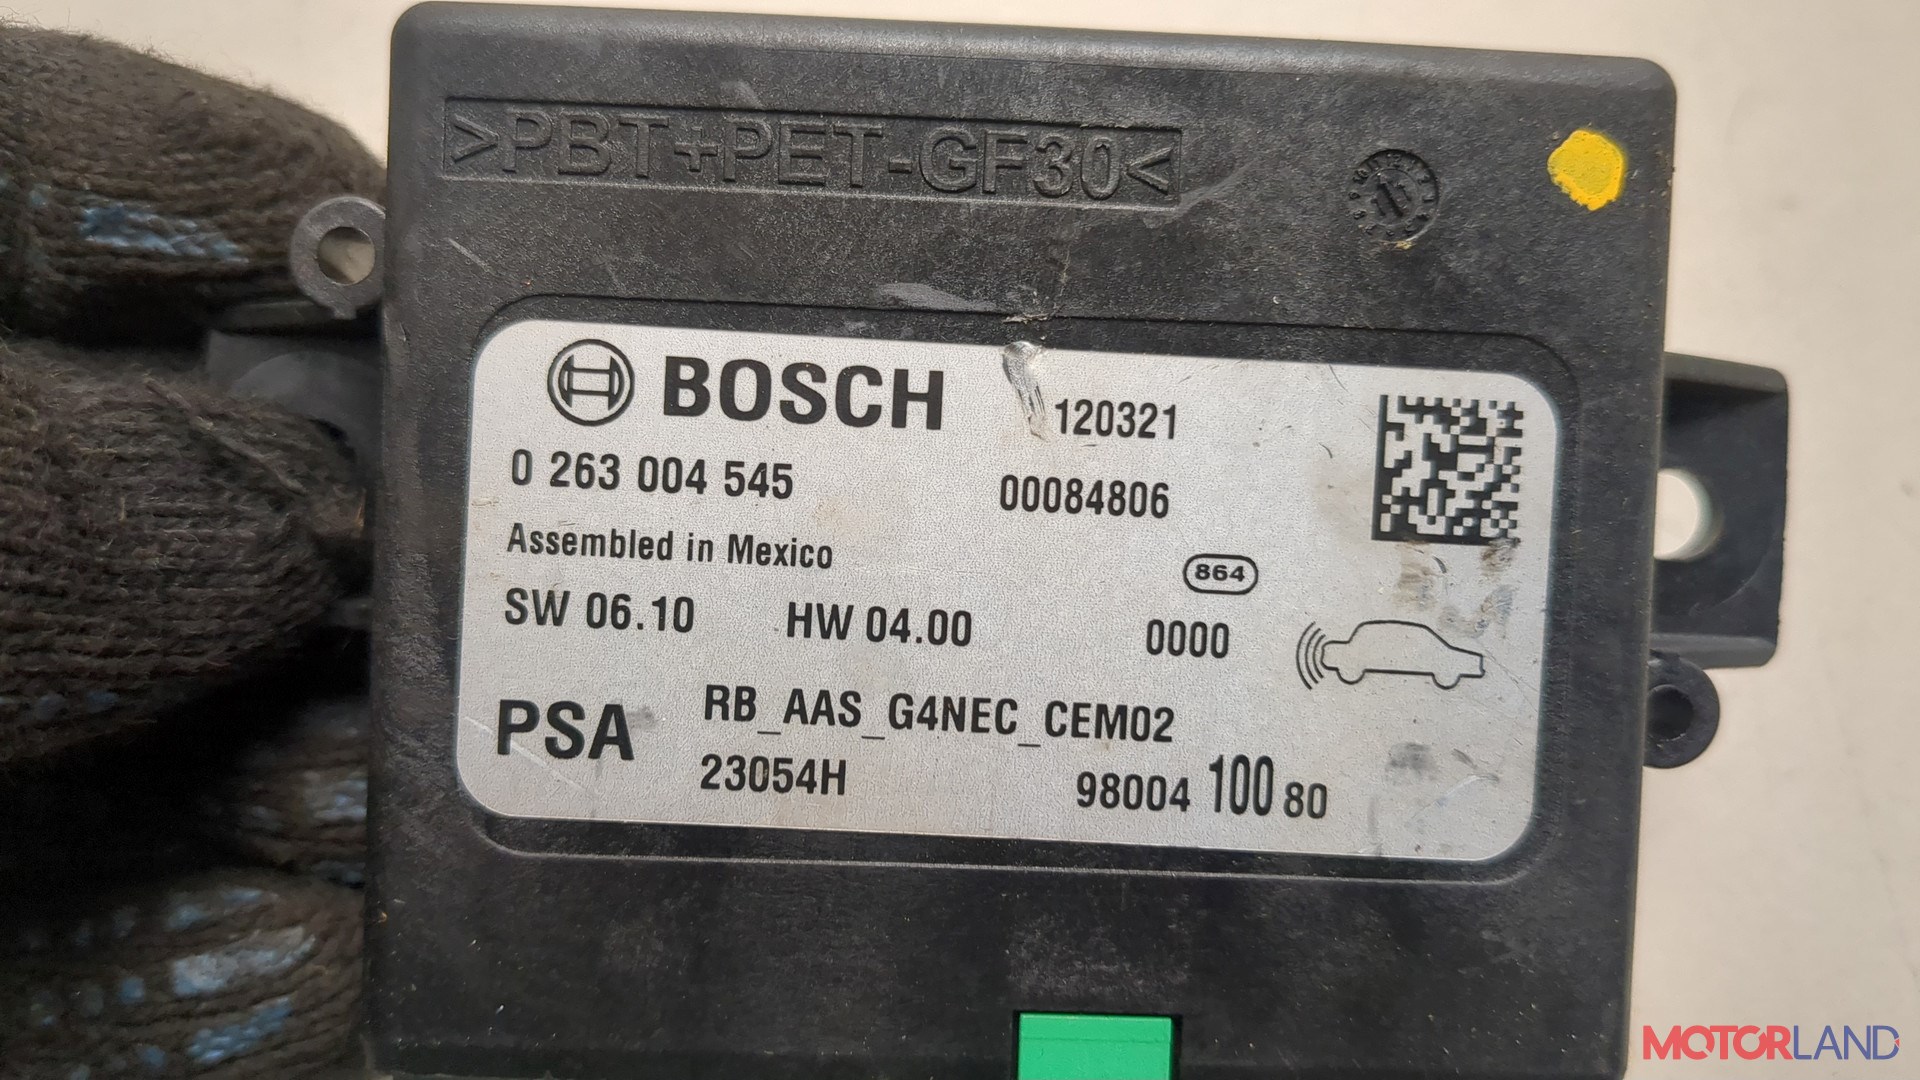 >PBT+PET-GF30<
BOSCH
120321
0 263 004 545
00084806
Assembled in Mexico
864
SW 06.10 HW 04.00 0000
PSA
RB_AAS_G4NEC_CEM02
23054H
98004 100 80
MOTORLAND